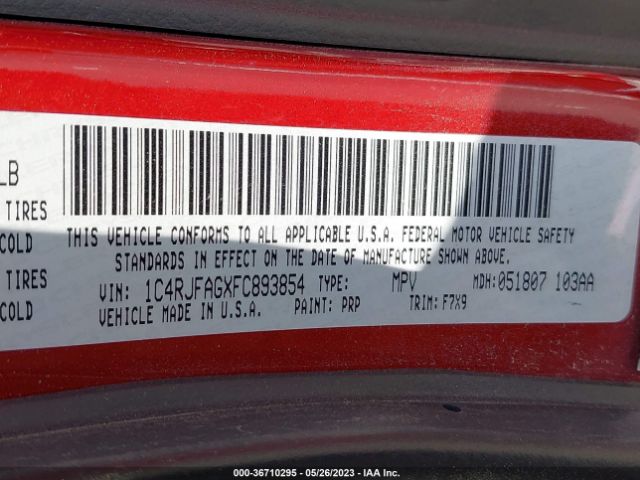 LB
TIRES
COLD
TIRES
COLD
THIS VEHICLE CONFORMS TO ALL APPLICABLE U.S.A. FEDERAL MOTOR VEHICLE SAFETY
STANDARDS IN EFFECT ON THE DATE OF MANUFACTURE SHOWN ABOVE.
VIN: 1C4RJFAGXFC893854 TYPE: MPV MDH:051807 103AA
VEHICLE MADE IN U.S.A. PAINT: PRP TRIM: F7X9
000-36710295 - 05/26/2023 - IAA Inc.